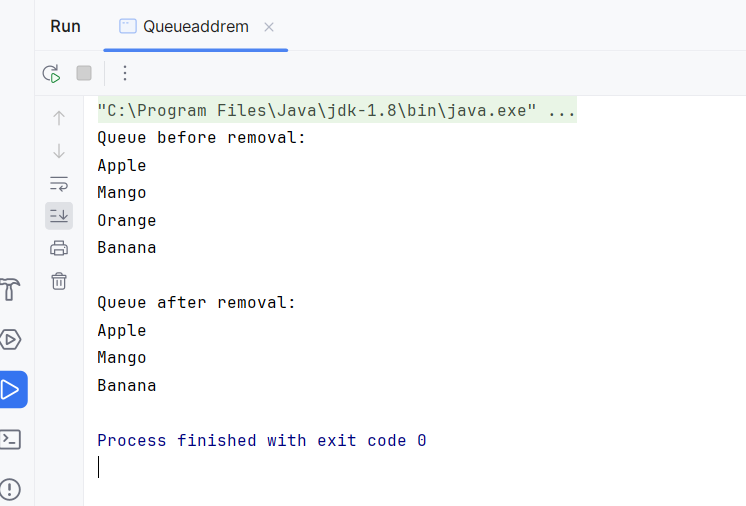 Run
Queueaddrem
"C:\Program Files\Java\jdk-1.8\bin\java.exe" ...
Queue before removal:
Apple
Mango
Orange
Banana
Queue after removal:
Apple
Mango
Banana
Process finished with exit code 0